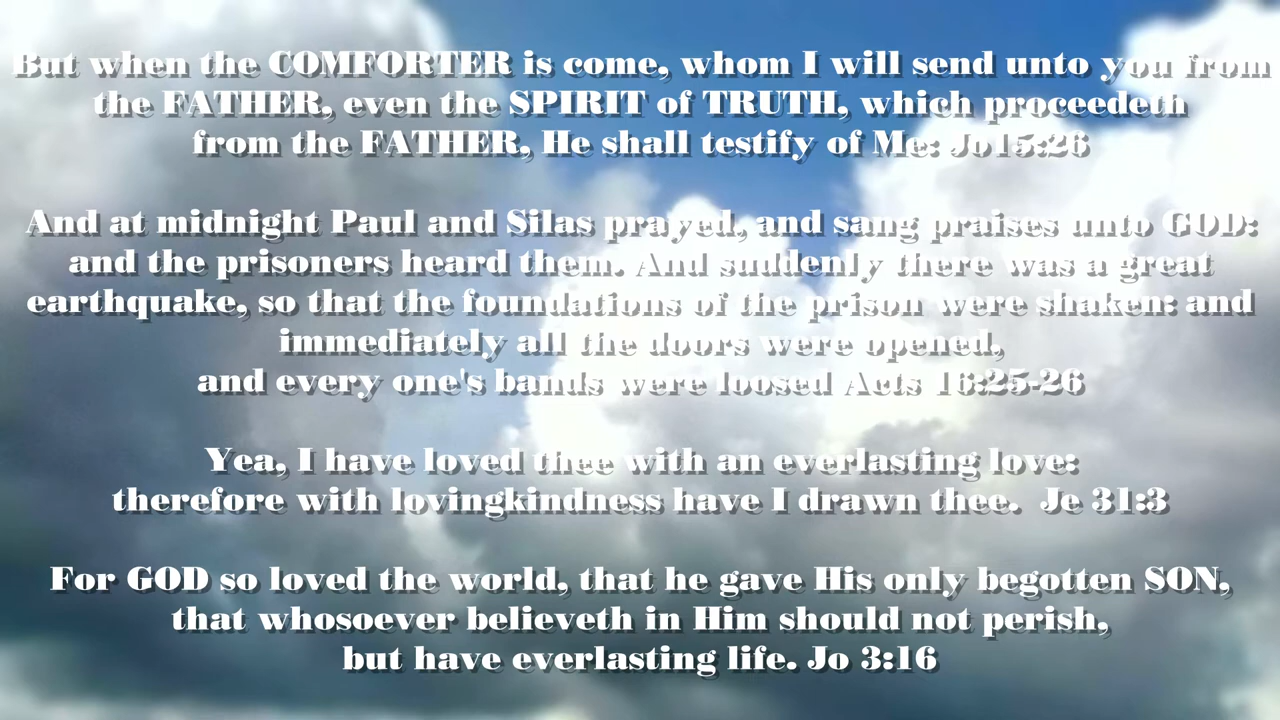 But when the COMFORTER is come, whom I will send unto you from
the FATHER, even the SPIRIT of TRUTH, which proceedeth
from the FATHER, He shall testify of Me: Jo15:26
And at midnight Paul and Silas prayed, and sang praises unto GOD:
and the prisoners heard them. And suddenly there was a great
earthquake, so that the foundations of the prison were shaken: and
immediately all the doors were opened,
and every one's bands were loosed Acts 16:25-26
Yea, I have loved thee with an everlasting love:
therefore with lovingkindness have I drawn thee.  Je 31:3
For GOD so loved the world, that he gave His only begotten SON,
that whosoever believeth in Him should not perish,
but have everlasting life. Jo 3:16